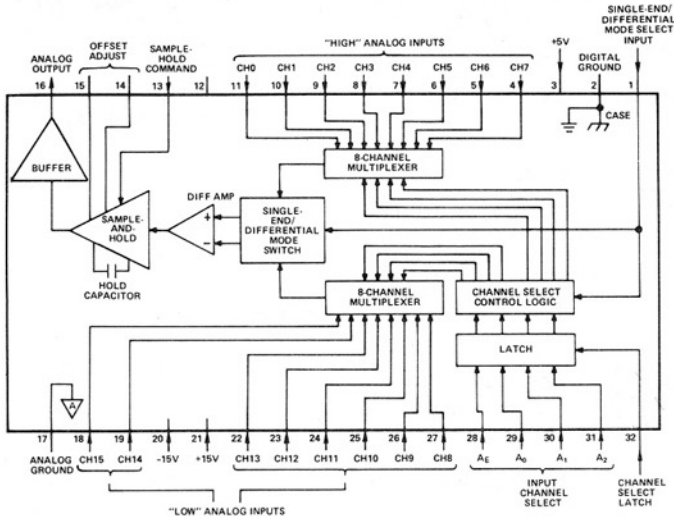 SINGLE-END/
DIFFERENTIAL
MODE SELECT
INPUT
ANALOG
OUTPUT
OFFSET
ADJUST
SAMPLE-
HOLD
COMMAND
"HIGH" ANALOG INPUTS
CH0 CH1 CH2 CH3 CH4 CH5 CH6 CH7
+5V
DIGITAL
GROUND
16 15 14 13 12 11 10 9 8 7 6 5 4 3 2 1
CASE
BUFFER
8-CHANNEL
MULTIPLEXER
DIFF AMP
SAMPLE-
AND-
HOLD
+
−
SINGLE-
END/
DIFFERENTIAL
MODE
SWITCH
HOLD
CAPACITOR
8-CHANNEL
MULTIPLEXER
CHANNEL SELECT
CONTROL LOGIC
LATCH
A
17 18 19 20 21 22 23 24 25 26 27 28 29 30 31 32
ANALOG
GROUND
CH15 CH14 -15V +15V CH13 CH12 CH11 CH10 CH9 CH8 AE A0 A1 A2
"LOW" ANALOG INPUTS
INPUT
CHANNEL
SELECT
CHANNEL
SELECT
LATCH